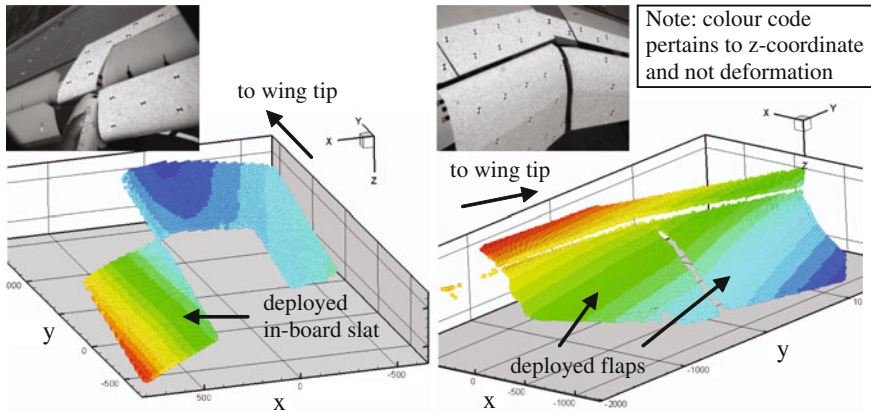 Note: colour code
pertains to z-coordinate
and not deformation
to wing tip
Y
X
Z
deployed
in-board slat
y
0
-500
500
0
-500
x
to wing tip
X
Y
Z
deployed flaps
y
-1000
0
-500
-1000
-1500
-2000
x